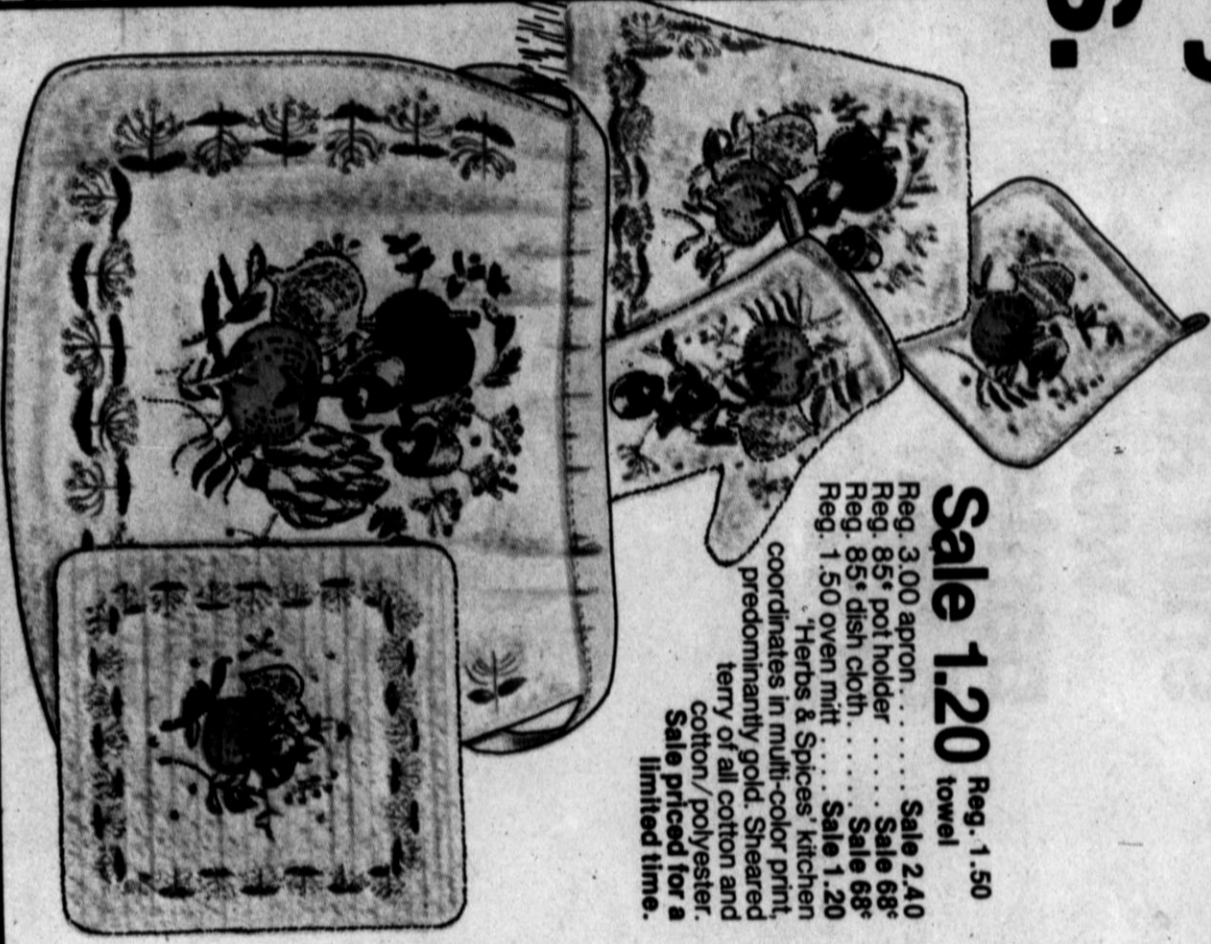 s.
Sale 1.20 Reg. 1.50
towel
Reg. 3.00 apron . . . . . . . Sale 2.40
Reg. 85¢ pot holder . . . . . Sale 68¢
Reg. 85¢ dish cloth . . . . . . Sale 68¢
Reg. 1.50 oven mitt . . . . Sale 1.20
'Herbs & Spices' kitchen
coordinates in multi-color print,
predominantly gold. Sheared
terry of all cotton and
cotton/polyester.
Sale priced for a
limited time.